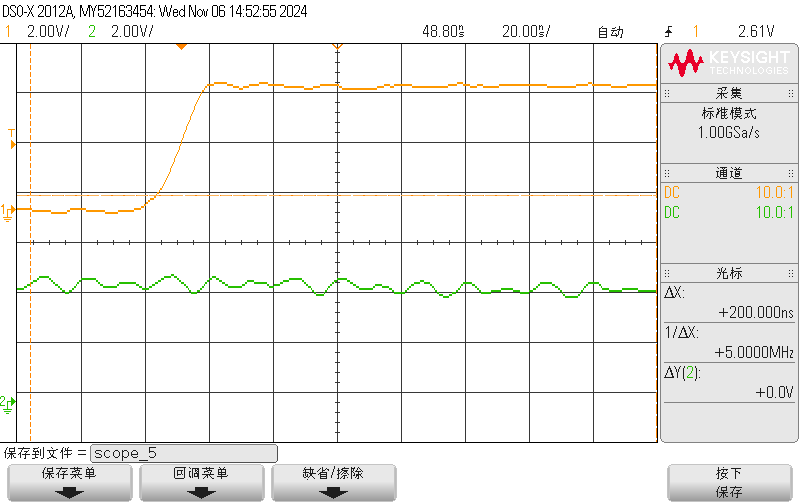 DSO-X 2012A, MY52163454: Wed Nov 06 14:52:55 2024
1 2.00V/ 2 2.00V/ 48.80s 20.00s/ 自动 1 2.61V
KEYSIGHT
TECHNOLOGIES
采集
标准模式
1.00GSa/s
通道
DC 10.0:1
DC 10.0:1
光标
ΔX:
+200.000ns
1/ΔX:
+5.0000MHz
ΔY(2):
+0.0V
T
1
2
保存到文件 = scope_5
保存菜单 回调菜单 缺省/擦除 按下
保存